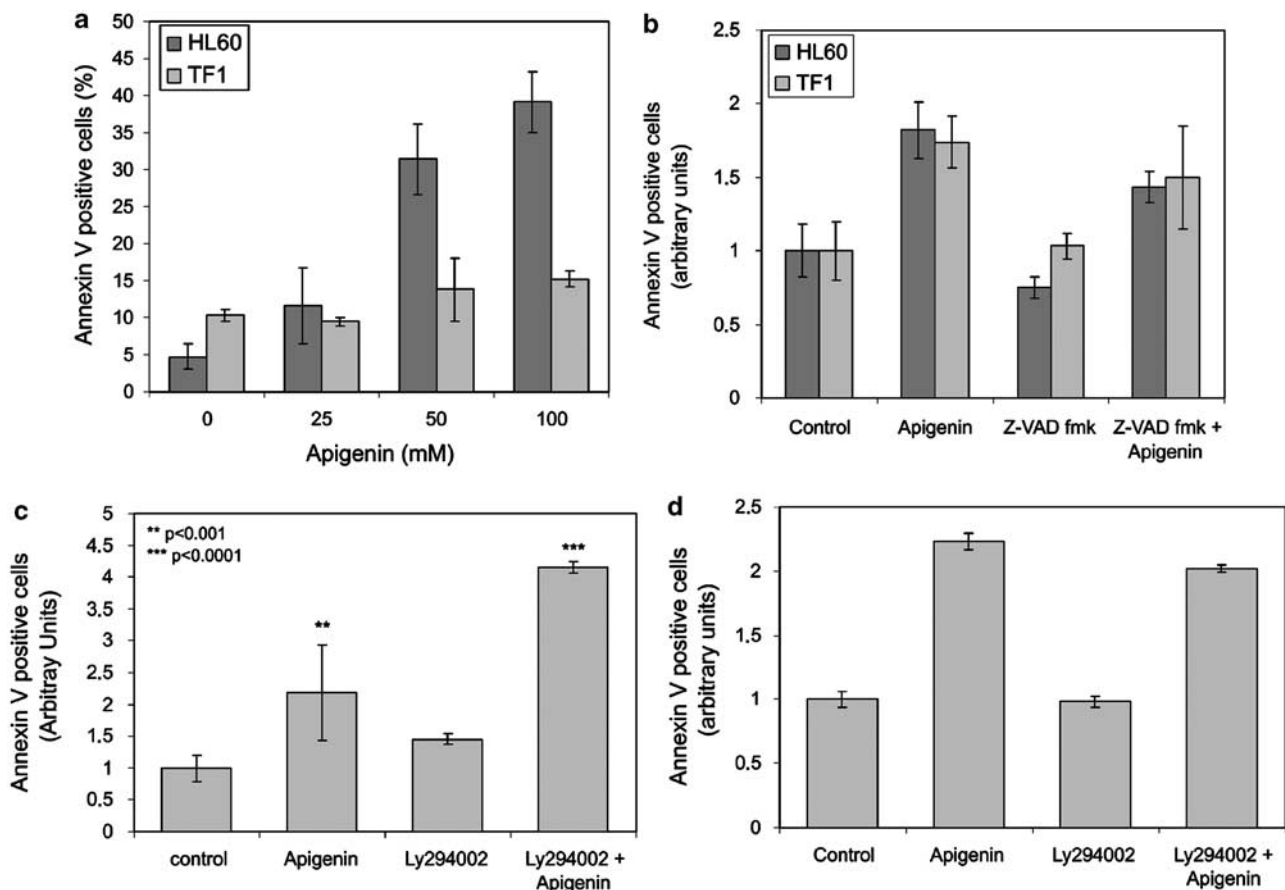 a
50
45
40
35
30
25
20
15
10
5
0
Annexin V positive cells (%)
HL60
TF1
0 25 50 100
Apigenin (mM)
b
2.5
2
1.5
1
0.5
0
Annexin V positive cells
(arbitrary units)
HL60
TF1
Control Apigenin Z-VAD fmk Z-VAD fmk +
Apigenin
c
5
4.5
4
3.5
3
2.5
2
1.5
1
0.5
0
Annexin V positive cells
(Arbitray Units)
** p<0.001
*** p<0.0001
**
***
control Apigenin Ly294002 Ly294002 +
Apigenin
d
2.5
2
1.5
1
0.5
0
Annexin V positive cells
(arbitrary units)
Control Apigenin Ly294002 Ly294002 +
Apigenin